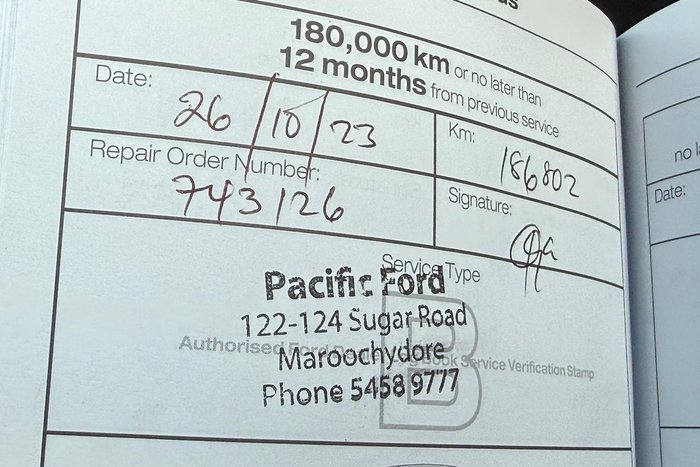 180,000 km or no later than
12 months from previous service
Date: 26/10/23
Km: 186802
Repair Order Number: 743126
Signature:
Service Type
B
Pacific Ford
122-124 Sugar Road
Maroochydore
Phone 5458 9777
Authorised Ford Service Verification Stamp
no
Date: